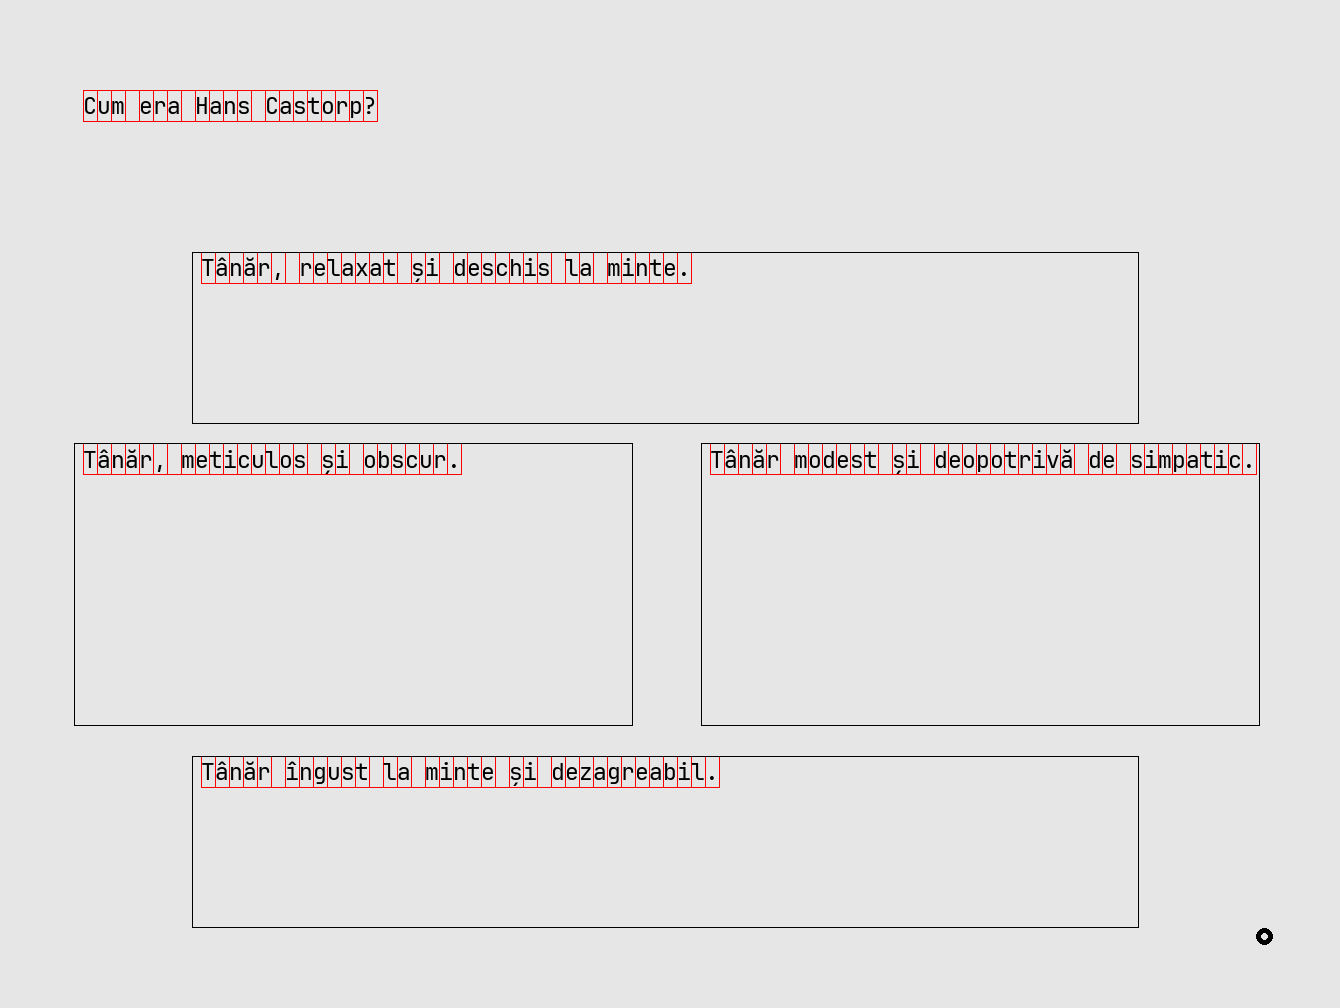 Cum era Hans Castorp?
Tânăr, relaxat și deschis la minte.
Tânăr, meticulos și obscur.
Tânăr modest și deopotrivă de simpatic.
Tânăr îngust la minte și dezagreabil.